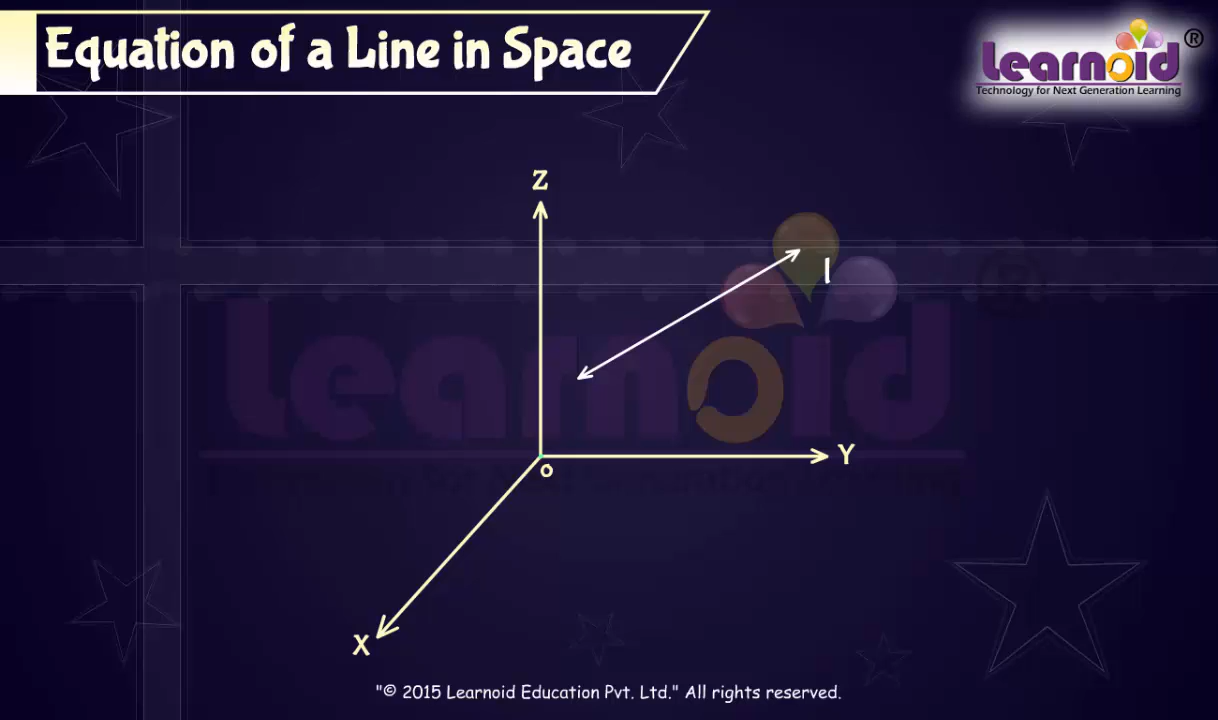 Equation of a Line in Space
Learnoid ®
Technology for Next Generation Learning
Z
l
Learnoid ®
Y
o
X
"© 2015 Learnoid Education Pvt. Ltd." All rights reserved.